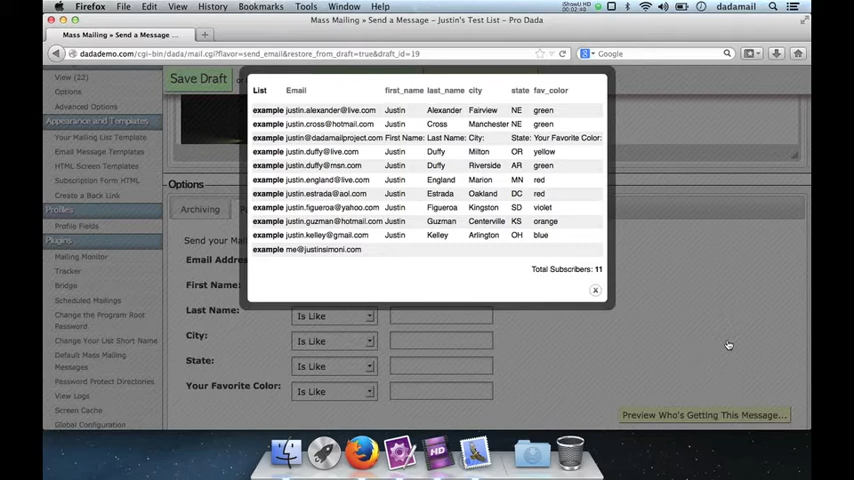 Firefox File Edit View History Bookmarks Tools Window Help dadamail
Mass Mailing » Send a Message – Justin's Test List – Pro Dada
Mass Mailing » Send a Message...
dadademo.com/cgi-bin/dada/mail.cgi?flavor=send_email&restore_from_draft=true&draft_id=19
Google
View (22)
Options
Advanced Options
Appearance and Templates
Your Mailing List Template
Email Message Templates
HTML Screen Templates
Subscription Form HTML
Create a Back Link
Profiles
Profile Fields
Plugins
Mailing Monitor
Tracker
Bridge
Scheduled Mailings
Change the Program Root
Password
Change Your List Short Name
Default Mass Mailing
Messages
Password Protect Directories
View Logs
Screen Cache
Global Configuration
Save Draft or
List Email first_name last_name city state fav_color
example justin.alexander@live.com Justin Alexander Fairview NE green
example justin.cross@hotmail.com Justin Cross Manchester NE green
example justin@dadamailproject.com First Name: Last Name: City: State: Your Favorite Color:
example justin.duffy@live.com Justin Duffy Milton OR yellow
example justin.duffy@msn.com Justin Duffy Riverside AR green
example justin.england@live.com Justin England Marion MN red
example justin.estrada@aol.com Justin Estrada Oakland DC red
example justin.figueroa@yahoo.com Justin Figueroa Kingston SD violet
example justin.guzman@hotmail.com Justin Guzman Centerville KS orange
example justin.kelley@gmail.com Justin Kelley Arlington OH blue
example me@justinsimoni.com
Total Subscribers: 11
X
Options
Archiving
Send your Mai
Email Address
First Name:
Last Name: Is Like
City: Is Like
State: Is Like
Your Favorite Color: Is Like
Preview Who's Getting This Message...
HD